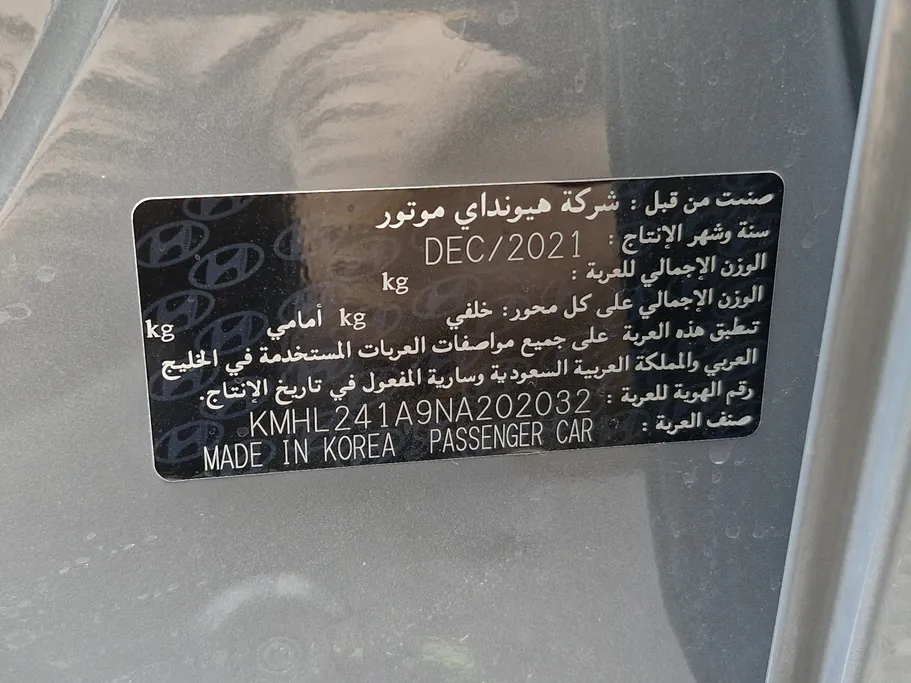 صنعت من قبل : شركة هيونداي موتور
سنة وشهر الإنتاج : DEC/2021
الوزن الإجمالي للعربة : kg
الوزن الإجمالي على كل محور: خلفي kg أمامي kg
تنطبق هذه العربة على جميع مواصفات العربات المستخدمة في الخليج
العربي والمملكة العربية السعودية وسارية المفعول في تاريخ الإنتاج.
رقم الهوية للعربة : KMHL241A9NA202032
صنف العربة : MADE IN KOREA PASSENGER CAR